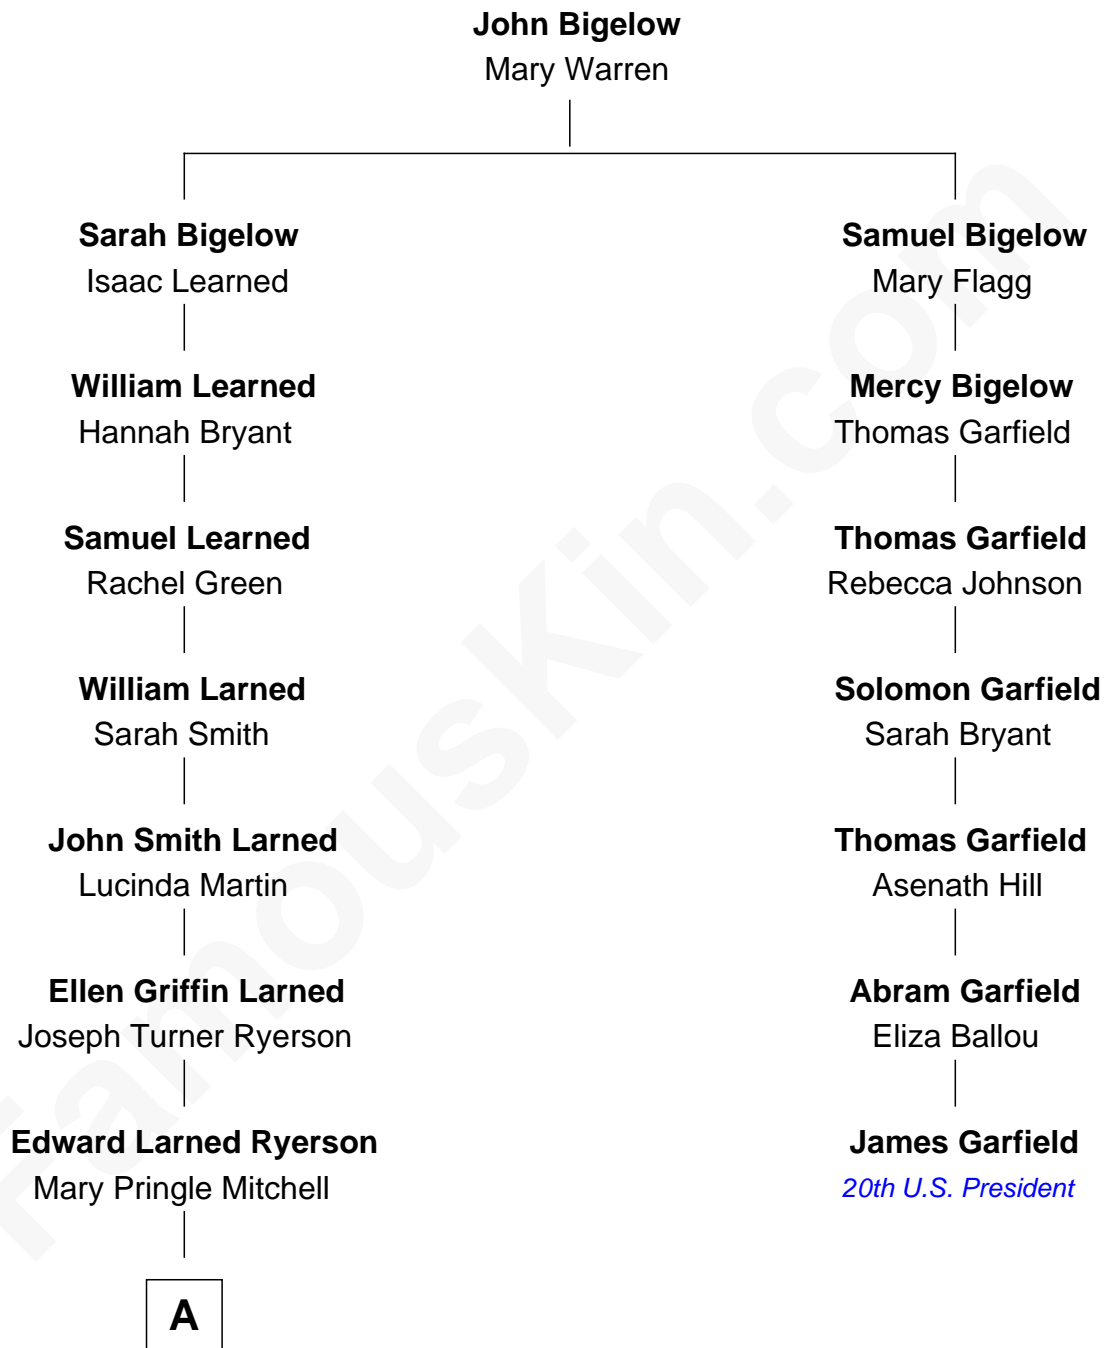 John Bigelow
Mary Warren
Sarah Bigelow
Isaac Learned
William Learned
Hannah Bryant
Samuel Learned
Rachel Green
William Larned
Sarah Smith
John Smith Larned
Lucinda Martin
Ellen Griffin Larned
Joseph Turner Ryerson
Edward Larned Ryerson
Mary Pringle Mitchell
A
Samuel Bigelow
Mary Flagg
Mercy Bigelow
Thomas Garfield
Thomas Garfield
Rebecca Johnson
Solomon Garfield
Sarah Bryant
Thomas Garfield
Asenath Hill
Abram Garfield
Eliza Ballou
James Garfield
20th U.S. President
FamousKin.com